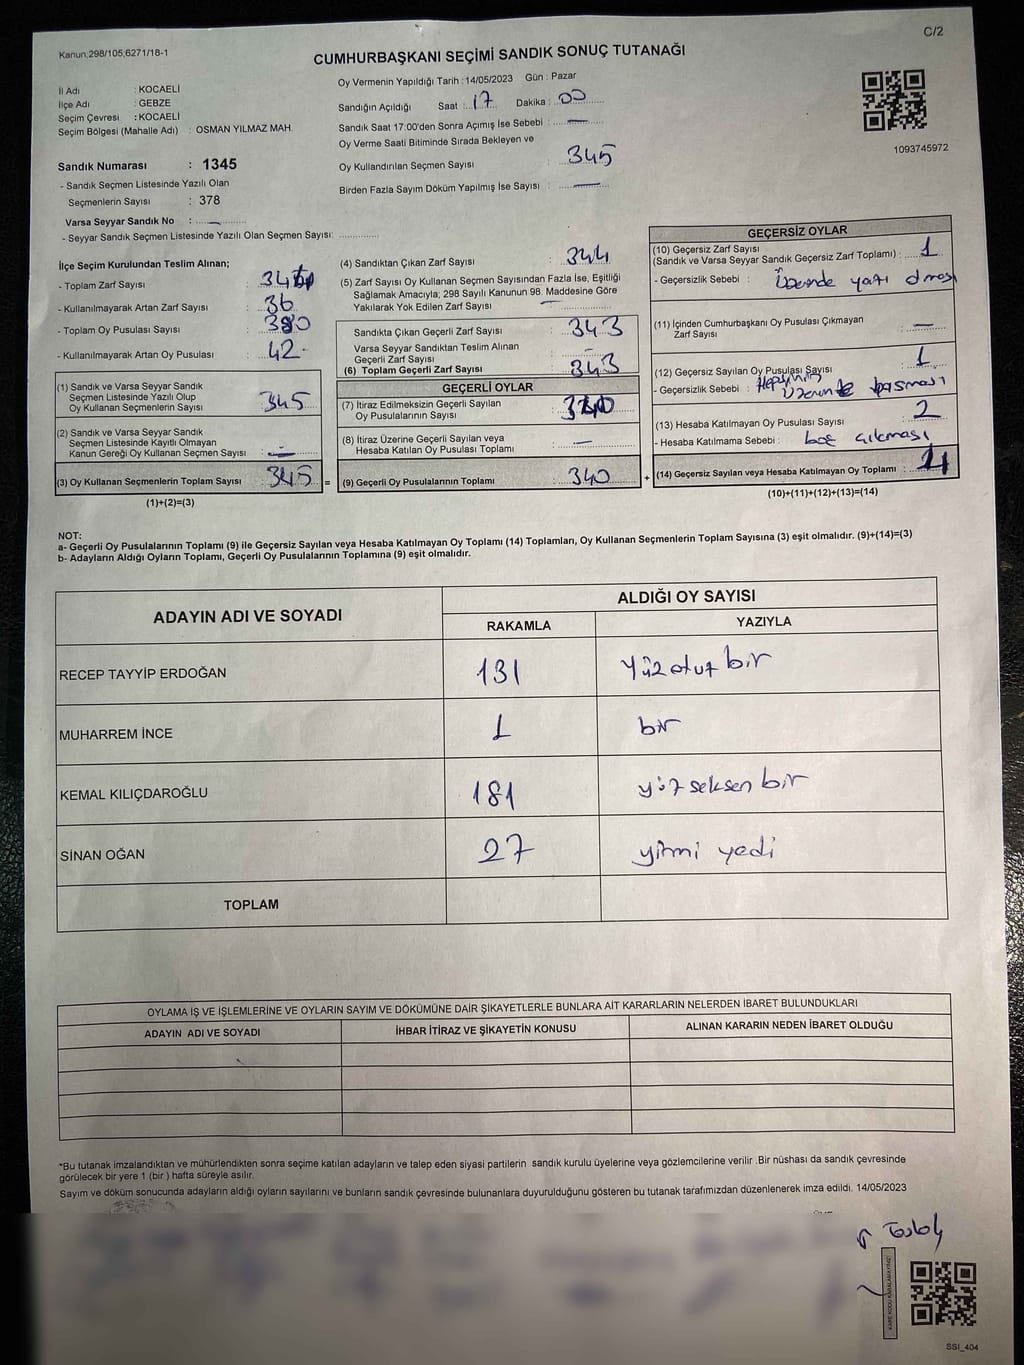 Kanun;298/105,6271/18-1
C/2
CUMHURBAŞKANI SEÇİMİ SANDIK SONUÇ TUTANAĞI
İl Adı : KOCAELİ
İlçe Adı : GEBZE
Seçim Çevresi : KOCAELİ
Seçim Bölgesi (Mahalle Adı) : OSMAN YILMAZ MAH.
Sandık Numarası : 1345
- Sandık Seçmen Listesinde Yazılı Olan
Seçmenlerin Sayısı : 378
Varsa Seyyar Sandık No : —
- Seyyar Sandık Seçmen Listesinde Yazılı Olan Seçmen Sayısı: ..............
Oy Vermenin Yapıldığı Tarih : 14/05/2023 Gün : Pazar
Sandığın Açıldığı Saat : 17 Dakika : 00
Sandık Saat 17:00'den Sonra Açımış İse Sebebi : —
Oy Verme Saati Bitiminde Sırada Bekleyen ve
Oy Kullandırılan Seçmen Sayısı 345
Birden Fazla Sayım Döküm Yapılmış İse Sayısı : —
1093745972
İlçe Seçim Kurulundan Teslim Alınan;
- Toplam Zarf Sayısı :
- Kullanılmayarak Artan Zarf Sayısı : 36
- Toplam Oy Pusulası Sayısı : 380
- Kullanılmayarak Artan Oy Pusulası : 42
(1) Sandık ve Varsa Seyyar Sandık
Seçmen Listesinde Yazılı Olup
Oy Kullanan Seçmenlerin Sayısı : 345
(2) Sandık ve Varsa Seyyar Sandık
Seçmen Listesinde Kayıtlı Olmayan
Kanun Gereği Oy Kullanan Seçmen Sayısı : —
(3) Oy Kullanan Seçmenlerin Toplam Sayısı : 345
(1)+(2)=(3)
(4) Sandıktan Çıkan Zarf Sayısı : 344
(5) Zarf Sayısı Oy Kullanan Seçmen Sayısından Fazla İse, Eşitliği
Sağlamak Amacıyla, 298 Sayılı Kanunun 98. Maddesine Göre
Yakılarak Yok Edilen Zarf Sayısı : —
Sandıkta Çıkan Geçerli Zarf Sayısı : 343
Varsa Seyyar Sandıktan Teslim Alınan
Geçerli Zarf Sayısı : —
(6) Toplam Geçerli Zarf Sayısı : 343
GEÇERLİ OYLAR
(7) İtiraz Edilmeksizin Geçerli Sayılan
Oy Pusulalarının Sayısı : 340
(8) İtiraz Üzerine Geçerli Sayılan veya
Hesaba Katılan Oy Pusulası Toplamı : —
= (9) Geçerli Oy Pusulalarının Toplamı : 340 +
GEÇERSİZ OYLAR
(10) Geçersiz Zarf Sayısı
(Sandık ve Varsa Seyyar Sandık Geçersiz Zarf Toplamı) : 1
- Geçersizlik Sebebi : Üzerinde yazı olması
(11) İçinden Cumhurbaşkanı Oy Pusulası Çıkmayan
Zarf Sayısı : —
(12) Geçersiz Sayılan Oy Pusulası Sayısı : 1
- Geçersizlik Sebebi : Hepsinin üzerinde basması
(13) Hesaba Katılmayan Oy Pusulası Sayısı : 2
- Hesaba Katılmama Sebebi : boş çıkması
(14) Geçersiz Sayılan veya Hesaba Katılmayan Oy Toplamı : 4
(10)+(11)+(12)+(13)=(14)
NOT:
a- Geçerli Oy Pusulalarının Toplamı (9) ile Geçersiz Sayılan veya Hesaba Katılmayan Oy Toplamı (14) Toplamları, Oy Kullanan Seçmenlerin Toplam Sayısına (3) eşit olmalıdır. (9)+(14)=(3)
b- Adayların Aldığı Oyların Toplamı, Geçerli Oy Pusulalarının Toplamına (9) eşit olmalıdır.
ADAYIN ADI VE SOYADI
ALDIĞI OY SAYISI
RAKAMLA YAZIYLA
RECEP TAYYİP ERDOĞAN 131 Yüz otuz bir
MUHARREM İNCE 1 bir
KEMAL KILIÇDAROĞLU 181 yüz seksen bir
SİNAN OĞAN 27 yirmi yedi
TOPLAM
OYLAMA İŞ VE İŞLEMLERİNE VE OYLARIN SAYIM VE DÖKÜMÜNE DAİR ŞİKAYETLERLE BUNLARA AİT KARARLARIN NELERDEN İBARET BULUNDUKLARI
ADAYIN ADI VE SOYADI İHBAR İTİRAZ VE ŞİKAYETİN KONUSU ALINAN KARARIN NEDEN İBARET OLDUĞU
*Bu tutanak imzalandıktan ve mühürlendikten sonra seçime katılan adayların ve talep eden siyasi partilerin sandık kurulu üyelerine veya gözlemcilerine verilir .Bir nüshası da sandık çevresinde
görülecek bir yere 1 (bir ) hafta süreyle asılır.
Sayım ve döküm sonucunda adayların aldığı oyların sayılarını ve bunların sandık çevresinde bulunanlara duyurulduğunu gösteren bu tutanak tarafımızdan düzenlenerek imza edildi. 14/05/2023
KARE KODU KARALAMAYINIZ!
SSI_404